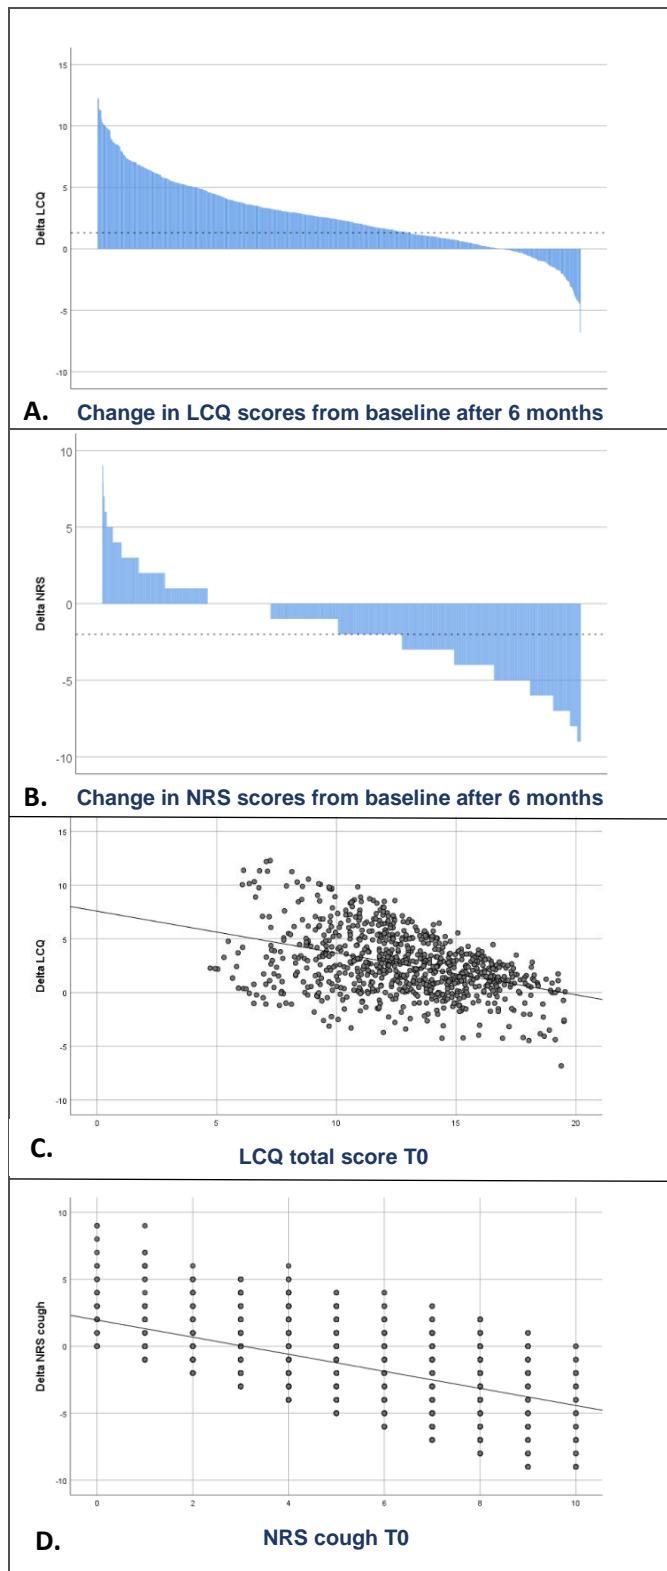 15
10
5
0
-5
-10
Delta LCQ
A. Change in LCQ scores from baseline after 6 months
10
5
0
-5
-10
Delta NRS
B. Change in NRS scores from baseline after 6 months
15
10
5
0
-5
-10
Delta LCQ
0 5 10 15 20
C. LCQ total score T0
10
5
0
-5
-10
Delta NRS cough
0 2 4 6 8 10
D. NRS cough T0